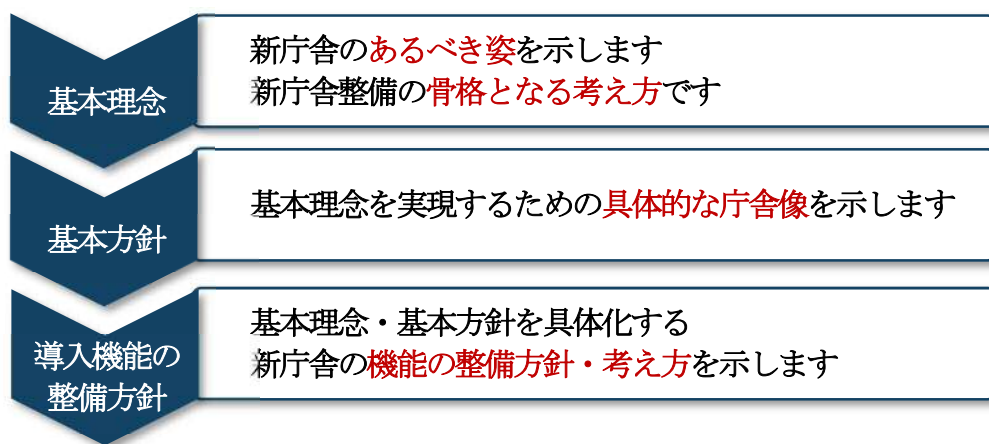 基本理念
新庁舎のあるべき姿を示します
新庁舎整備の骨格となる考え方です
基本方針
基本理念を実現するための具体的な庁舎像を示します
導入機能の
整備方針
基本理念・基本方針を具体化する
新庁舎の機能の整備方針・考え方を示します